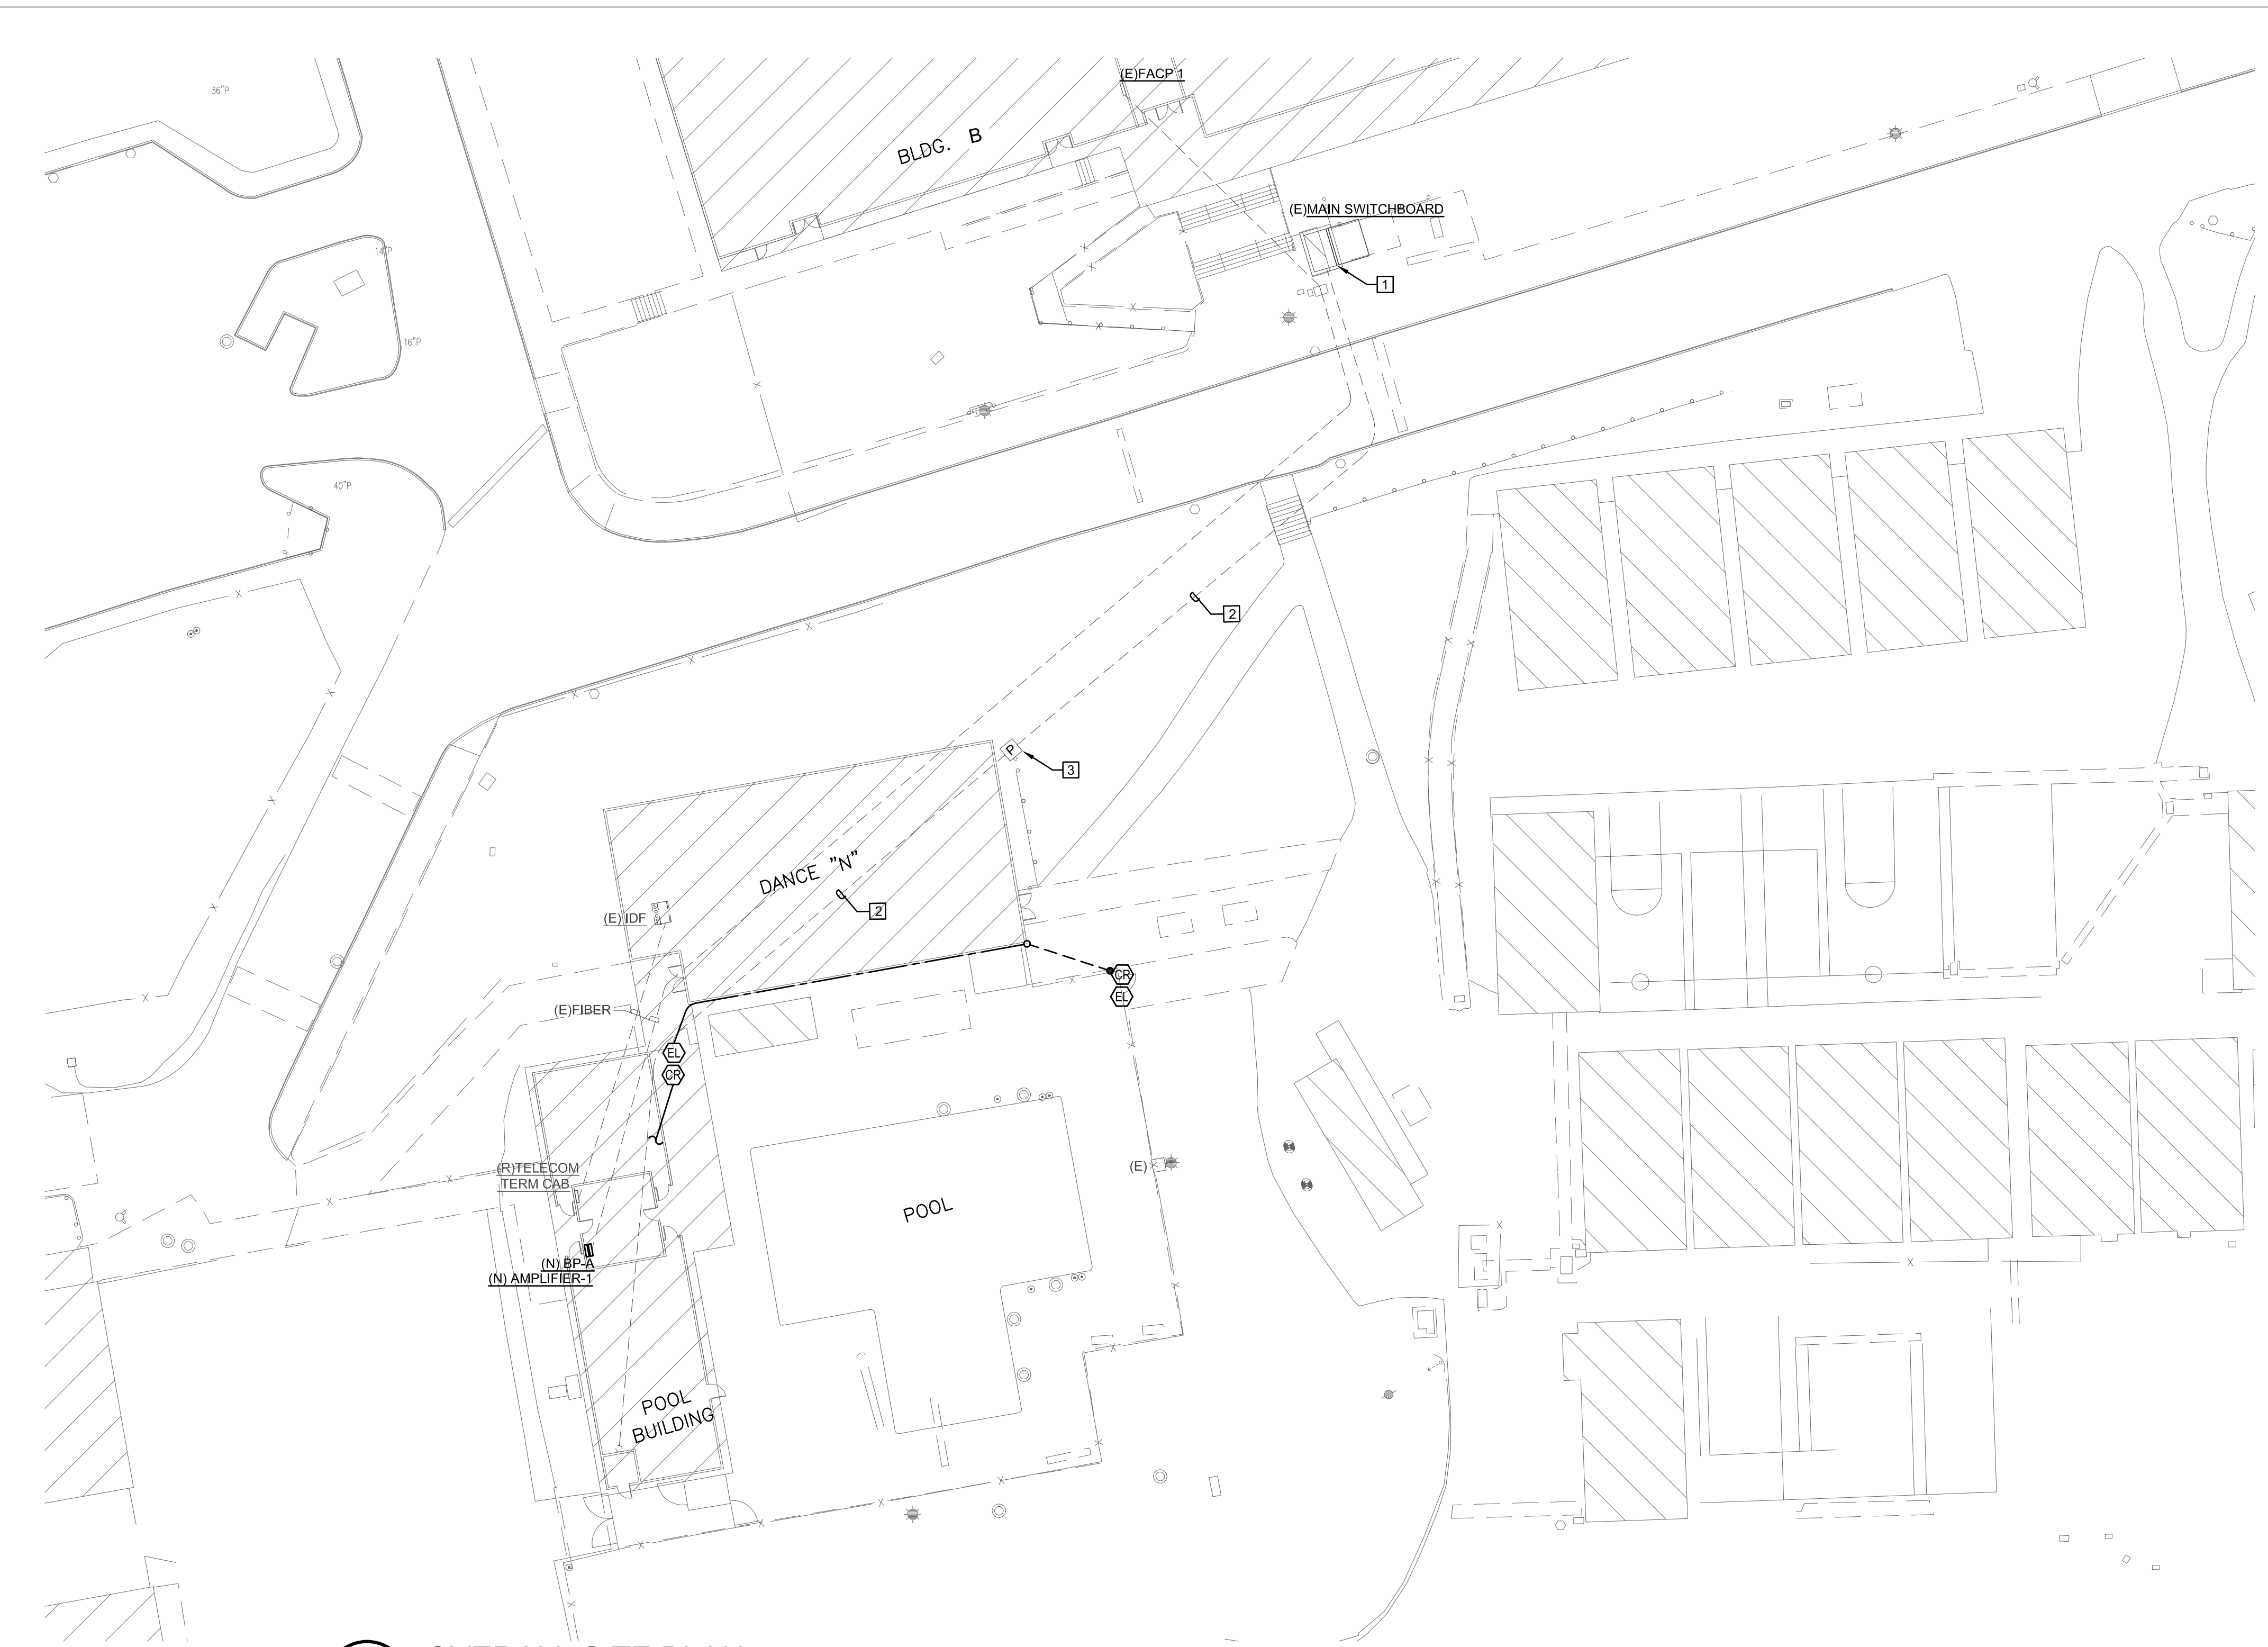 (E)FACP 1
36"P
BLDG. B
(E)MAIN SWITCHBOARD
14"P
1
16"P
40"P
2
P
3
DANCE "N"
2
(E) IDF
CR
EL
(E)FIBER
EL
CR
(R)TELECOM
TERM CAB
(E)
POOL
(N) BP-A
(N) AMPLIFIER-1
POOL
BUILDING